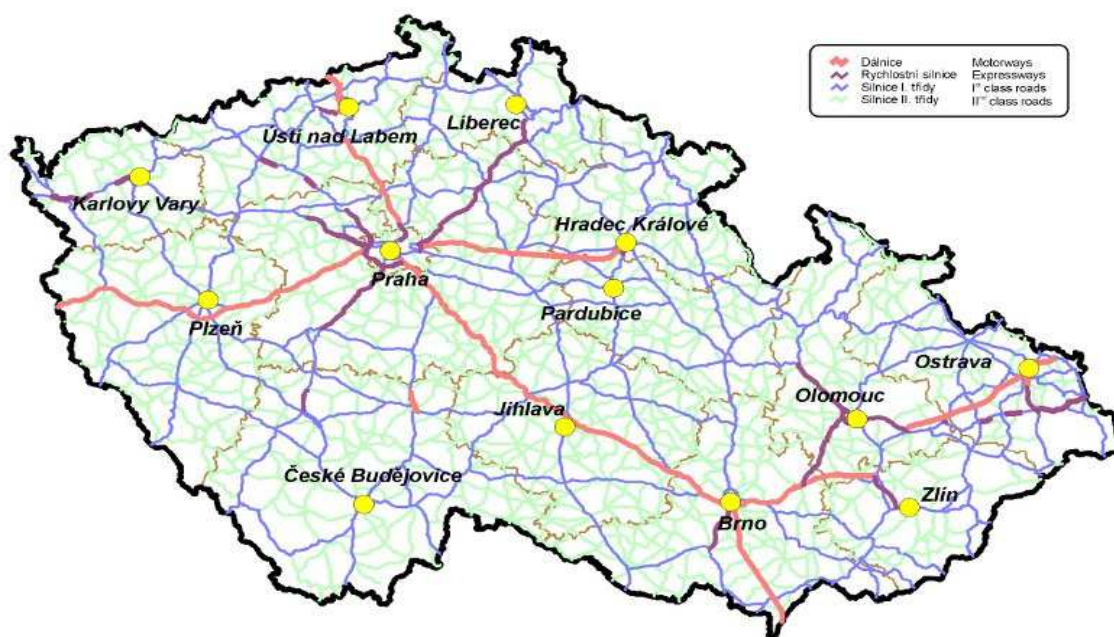 Dálnice Motorways
Rychlostní silnice Expressways
Silnice I. třídy Ist class roads
Silnice II. třídy IInd class roads
Ústí nad Labem
Liberec
Karlovy Vary
Hradec Králové
Praha
Pardubice
Plzeň
Ostrava
Olomouc
Jihlava
České Budějovice
Zlín
Brno